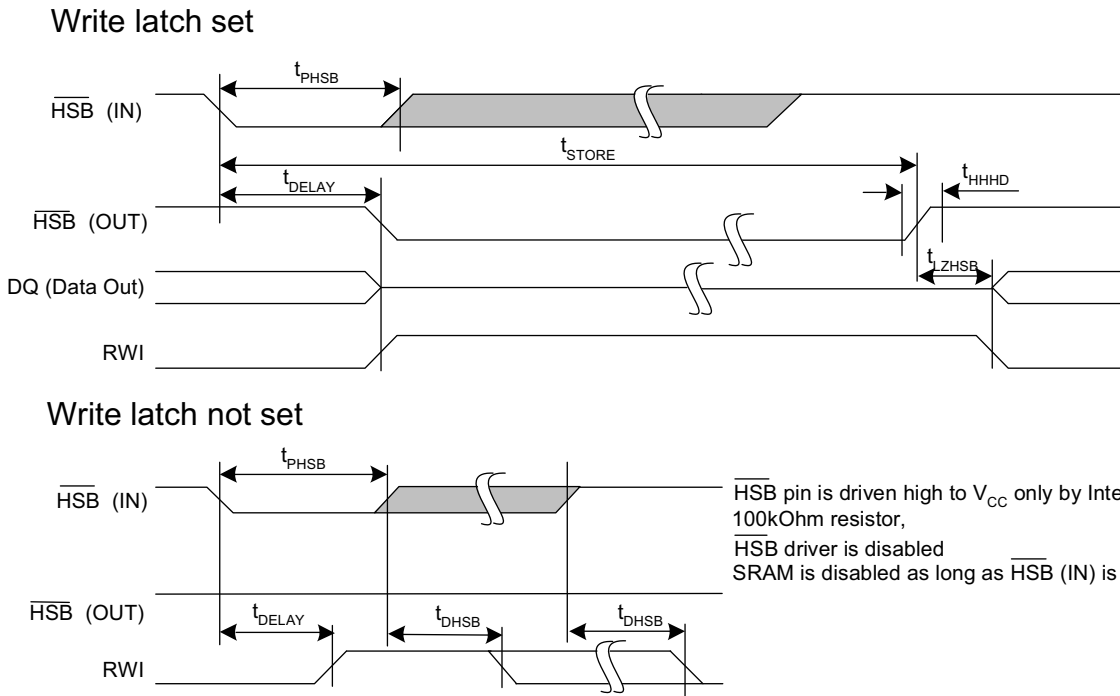 Write latch set
tPHSB
HSB (IN)
tSTORE
tHHHD
tDELAY
HSB (OUT)
tLZHSB
DQ (Data Out)
RWI
Write latch not set
tPHSB
HSB (IN)
HSB pin is driven high to VCC only by Inte
100kOhm resistor,
HSB driver is disabled
SRAM is disabled as long as HSB (IN) is
HSB (OUT)
tDELAY
tDHSB
tDHSB
RWI